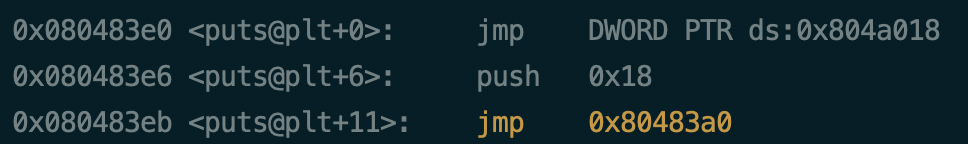 0x080483e0 <puts@plt+0>: jmp DWORD PTR ds:0x804a018
0x080483e6 <puts@plt+6>: push 0x18
0x080483eb <puts@plt+11>: jmp 0x80483a0